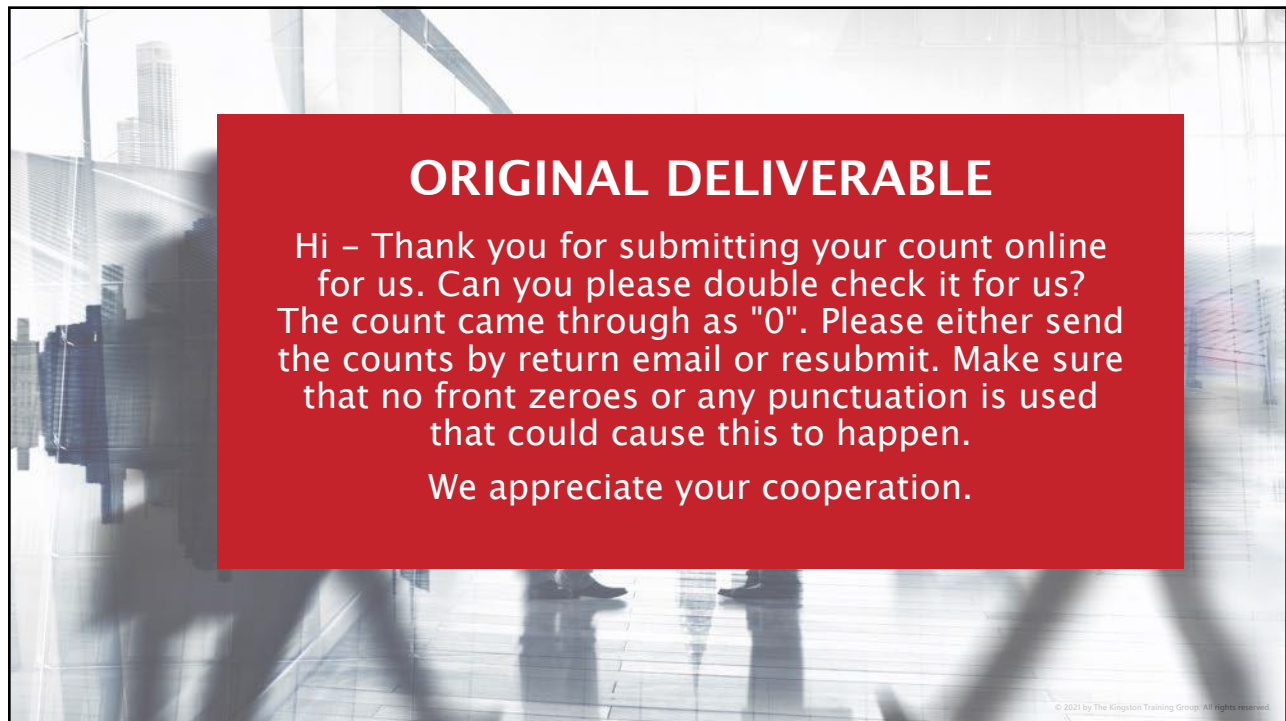 ORIGINAL DELIVERABLE
Hi – Thank you for submitting your count online
for us. Can you please double check it for us?
The count came through as "0". Please either send
the counts by return email or resubmit. Make sure
that no front zeroes or any punctuation is used
that could cause this to happen.
We appreciate your cooperation.
© 2021 by The Kingston Training Group. All rights reserved.